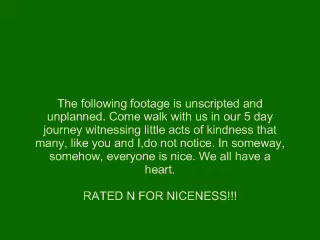 The following footage is unscripted and
unplanned. Come walk with us in our 5 day
journey witnessing little acts of kindness that
many, like you and I,do not notice. In someway,
somehow, everyone is nice. We all have a
heart.
RATED N FOR NICENESS!!!